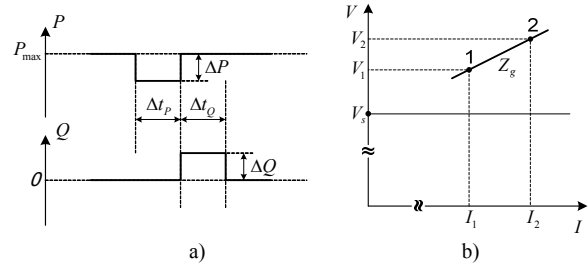 P
P_max
ΔP
Δt_P
Δt_Q
Q
ΔQ
0
a)
V
V_2
V_1
V_s
1
2
Z_g
I_1
I_2
I
b)